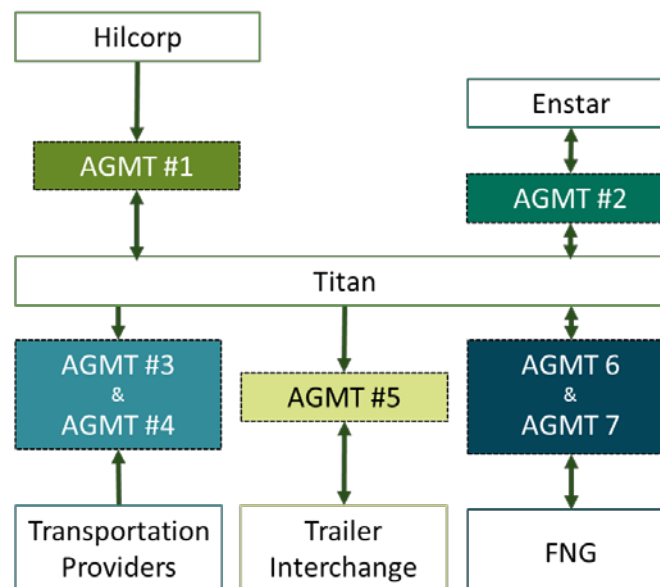 Hilcorp
Enstar
AGMT #1
AGMT #2
Titan
AGMT #3
&
AGMT #4
AGMT #5
AGMT 6
&
AGMT 7
Transportation
Providers
Trailer
Interchange
FNG